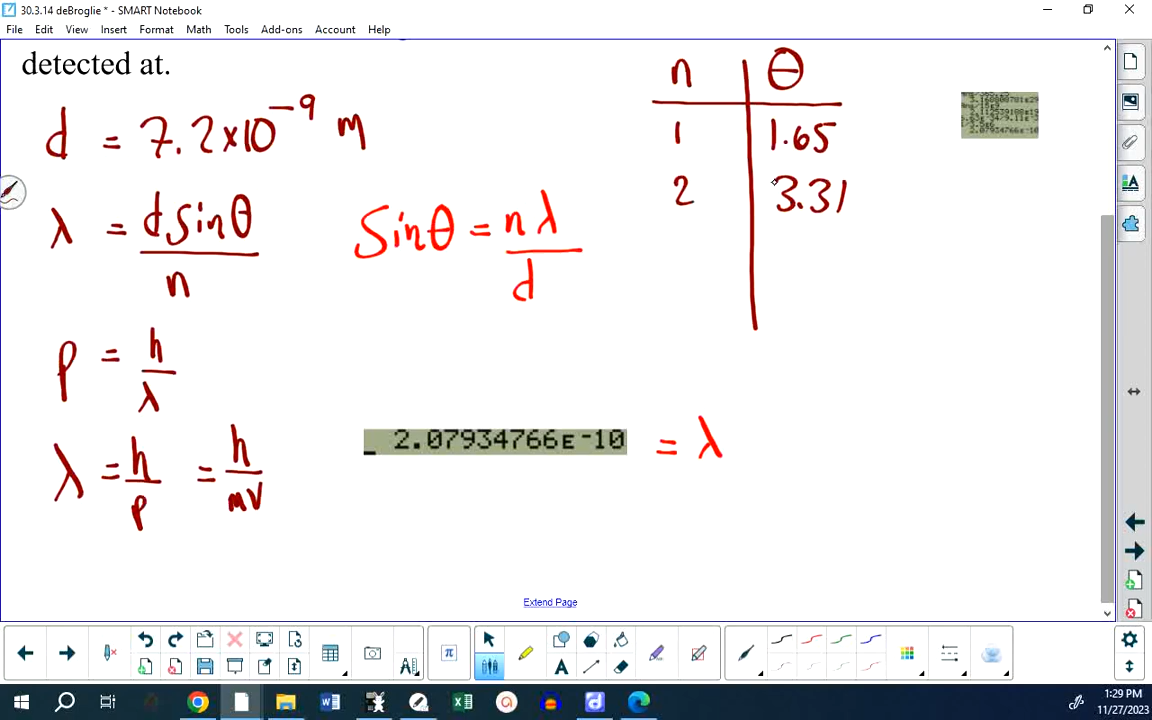 30.3.14 deBroglie * - SMART Notebook
File Edit View Insert Format Math Tools Add-ons Account Help
detected at.
d = 7.2×10⁻⁹ m
λ = dsinθ / n
Sinθ = nλ / d
n θ
1 1.65
2 3.31
p = h / λ
λ = h / p = h / mV
2.07934766E-10 = λ
Extend Page
1:29 PM
11/27/2023